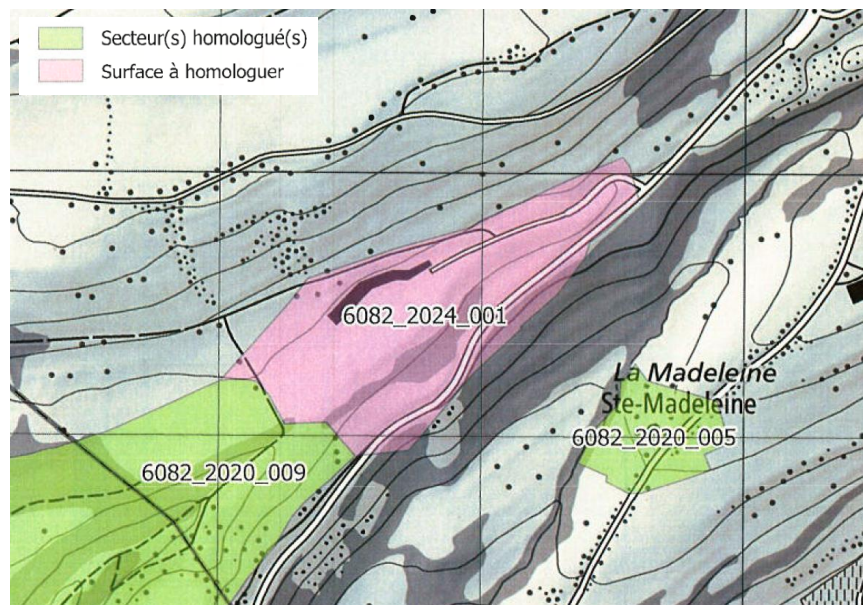 Secteur(s) homologué(s)
Surface à homologuer
6082_2024_001
La Madeleine
Ste-Madeleine
6082_2020_005
6082_2020_009